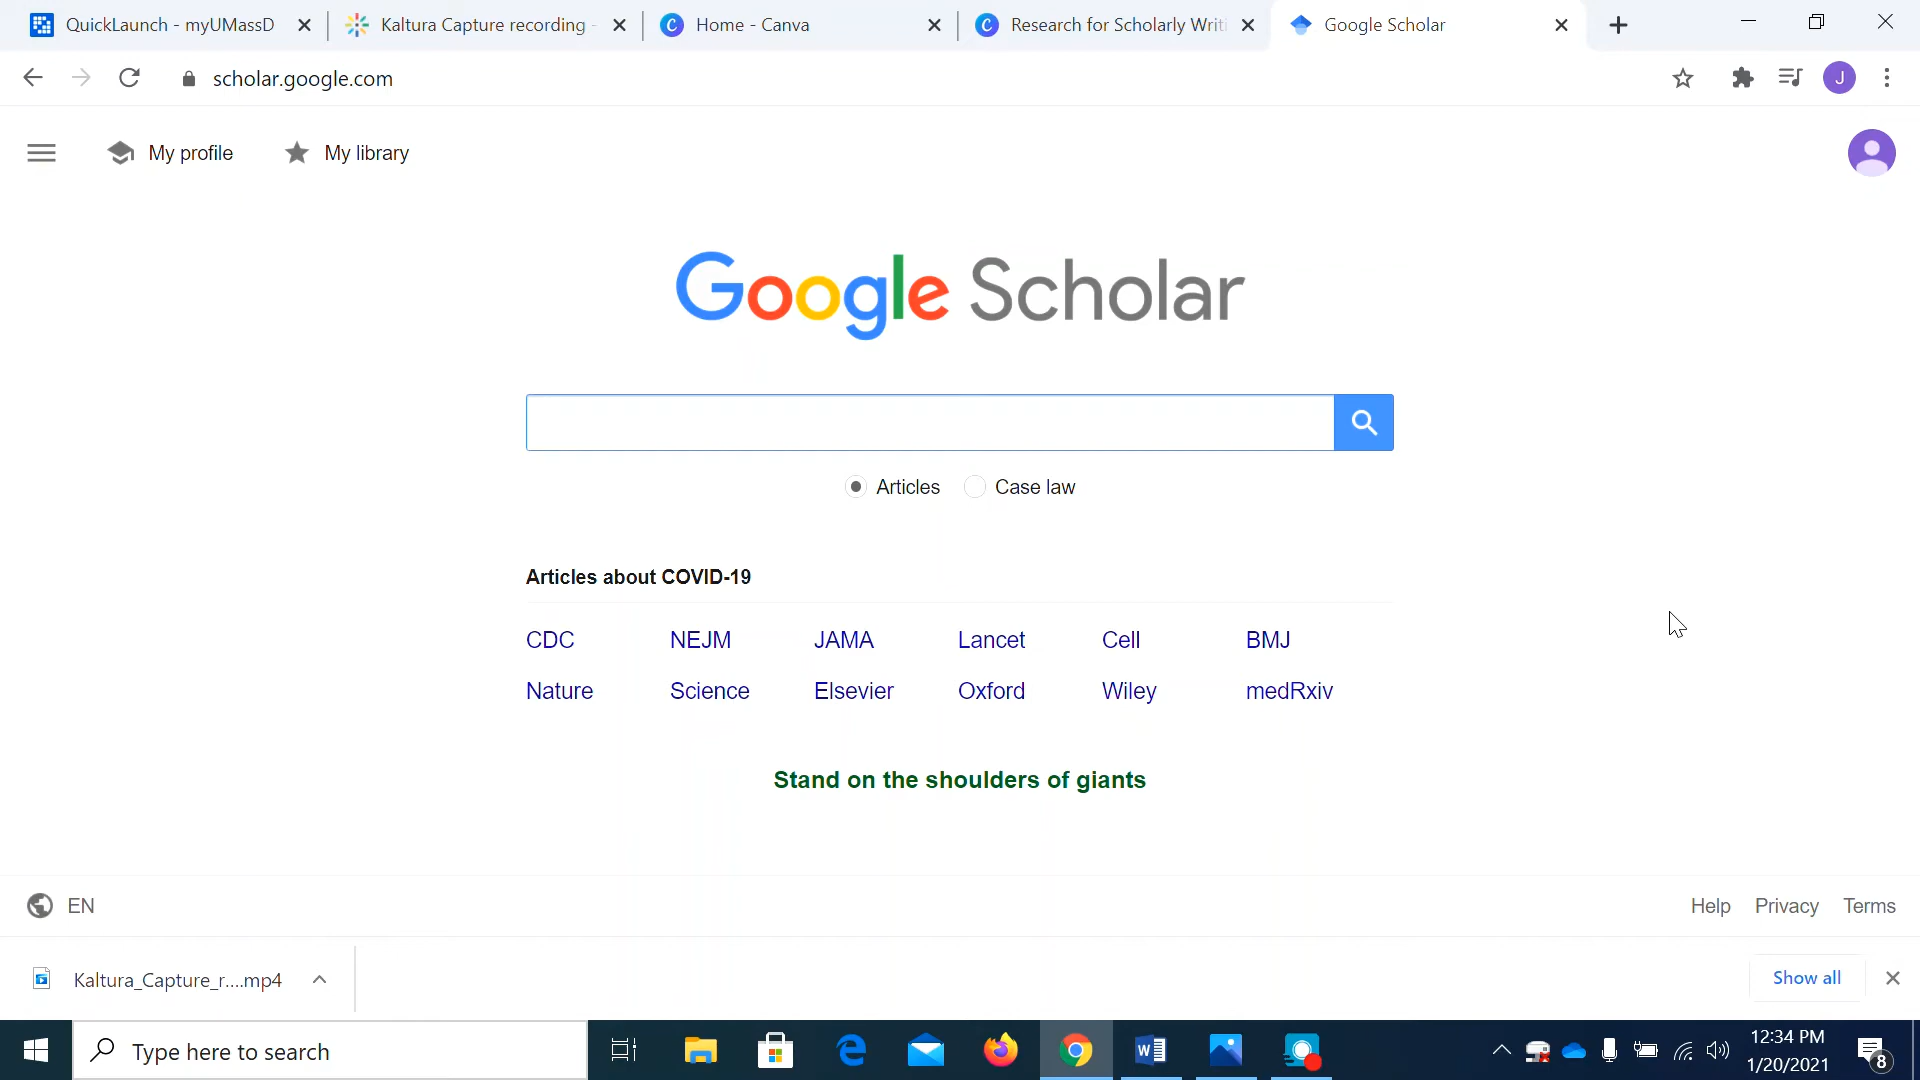 QuickLaunch - myUMassD
Kaltura Capture recording -
Home - Canva
Research for Scholarly Writi
Google Scholar
scholar.google.com
J
My profile
My library
Google Scholar
Articles
Case law
Articles about COVID-19
CDC NEJM JAMA Lancet Cell BMJ
Nature Science Elsevier Oxford Wiley medRxiv
Stand on the shoulders of giants
EN
Help Privacy Terms
Kaltura_Capture_r....mp4
Show all
Type here to search
12:34 PM
1/20/2021
8